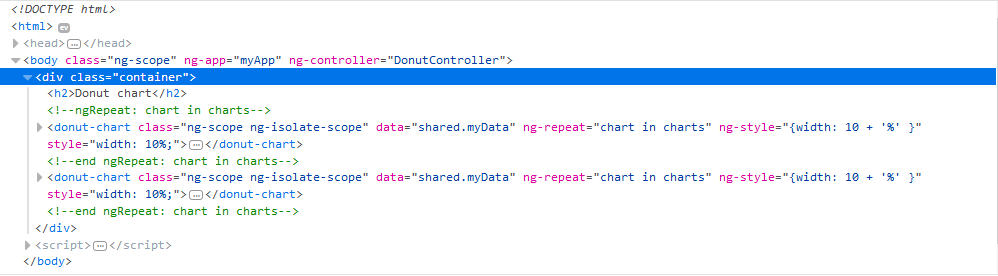 <!DOCTYPE html>
<html> ev
<head> ... </head>
<body class="ng-scope" ng-app="myApp" ng-controller="DonutController">
<div class="container">
<h2>Donut chart</h2>
<!--ngRepeat: chart in charts-->
<donut-chart class="ng-scope ng-isolate-scope" data="shared.myData" ng-repeat="chart in charts" ng-style="{width: 10 + '%' }"
style="width: 10%;"> ... </donut-chart>
<!--end ngRepeat: chart in charts-->
<donut-chart class="ng-scope ng-isolate-scope" data="shared.myData" ng-repeat="chart in charts" ng-style="{width: 10 + '%' }"
style="width: 10%;"> ... </donut-chart>
<!--end ngRepeat: chart in charts-->
</div>
<script> ... </script>
</body>